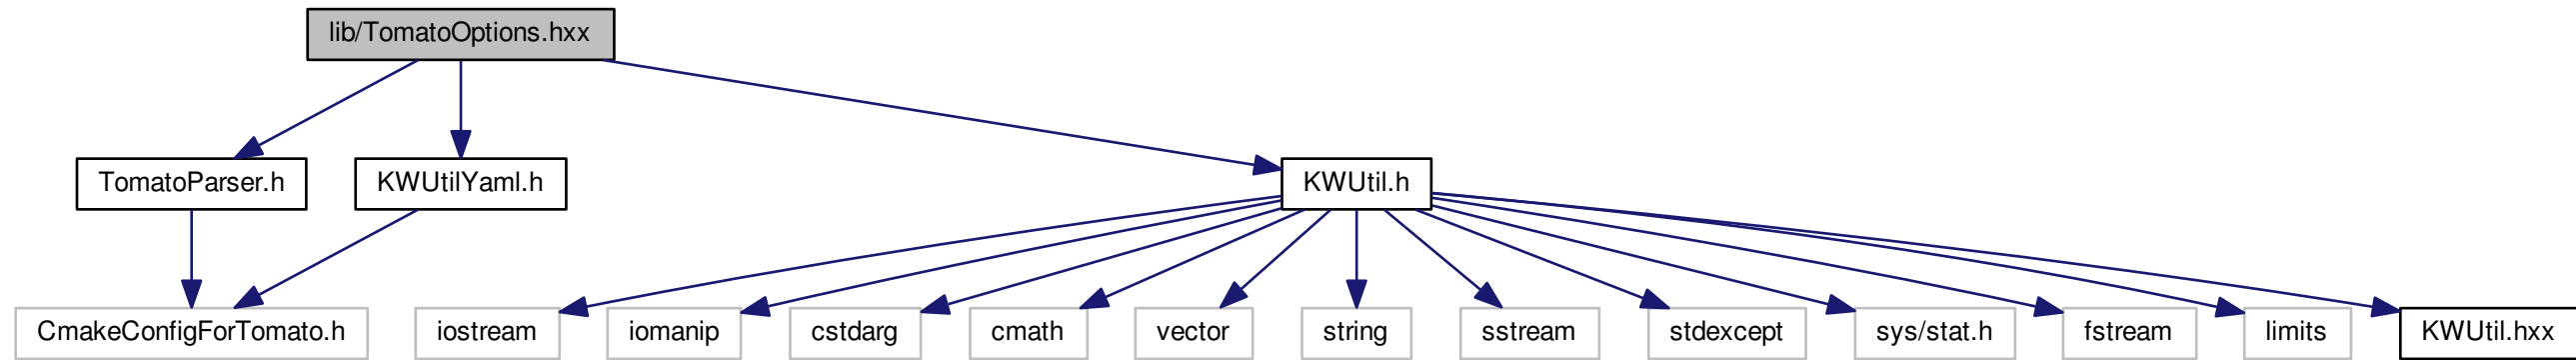 lib/TomatoOptions.hxx
TomatoParser.h
KWUtilYaml.h
KWUtil.h
CmakeConfigForTomato.h
iostream
iomanip
cstdarg
cmath
vector
string
sstream
stdexcept
sys/stat.h
fstream
limits
KWUtil.hxx